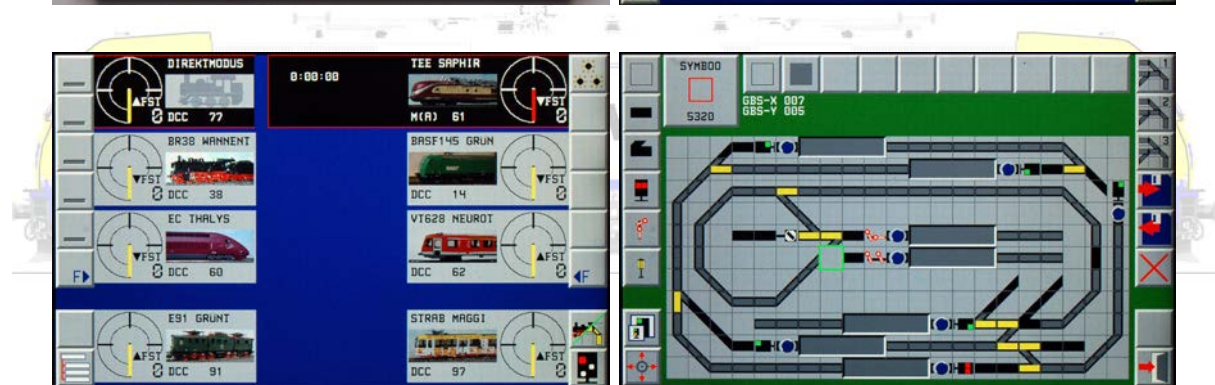 DIREKTMODUS
FST
0 DCC 77
0:00:00
TEE SAPHIR
FST
M(A) 61 0
BR38 WANNENT
FST
0 DCC 38
BASF145 GRÜN
FST
DCC 14 0
EC THALYS
FST
0 DCC 60
VT628 NEUROT
FST
DCC 62 0
F
F
E91 GRUNT
FST
0 DCC 91
STRAB MAGGI
FST
DCC 97 0
SYMBOO
5320
GBS-X 007
GBS-Y 005
1
2
3